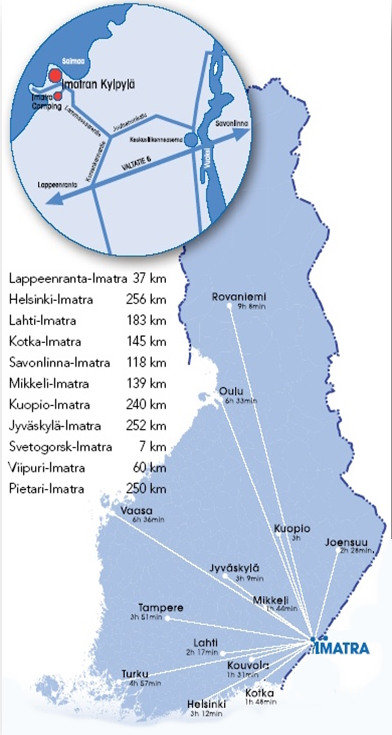 Saimaa
Imatran Kylpylä
Imatra
Camping
Joutsenonkatu
Keskusliikenneasema
Savonlinna
Vuoksi
VALTATIE 6
Lappeenranta
Lappeenranta-Imatra 37 km
Helsinki-Imatra 256 km
Lahti-Imatra 183 km
Kotka-Imatra 145 km
Savonlinna-Imatra 118 km
Mikkeli-Imatra 139 km
Kuopio-Imatra 240 km
Jyväskylä-Imatra 252 km
Svetogorsk-Imatra 7 km
Viipuri-Imatra 60 km
Pietari-Imatra 250 km
Rovaniemi
9h 8min
Oulu
6h 33min
Vaasa
6h 36min
Kuopio
3h
Joensuu
2h 28min
Jyväskylä
3h 9min
Mikkeli
1h 44min
Tampere
3h 51min
Lahti
2h 17min
IMATRA
Kouvola
1h 31min
Turku
4h 57min
Kotka
1h 48min
Helsinki
3h 12min